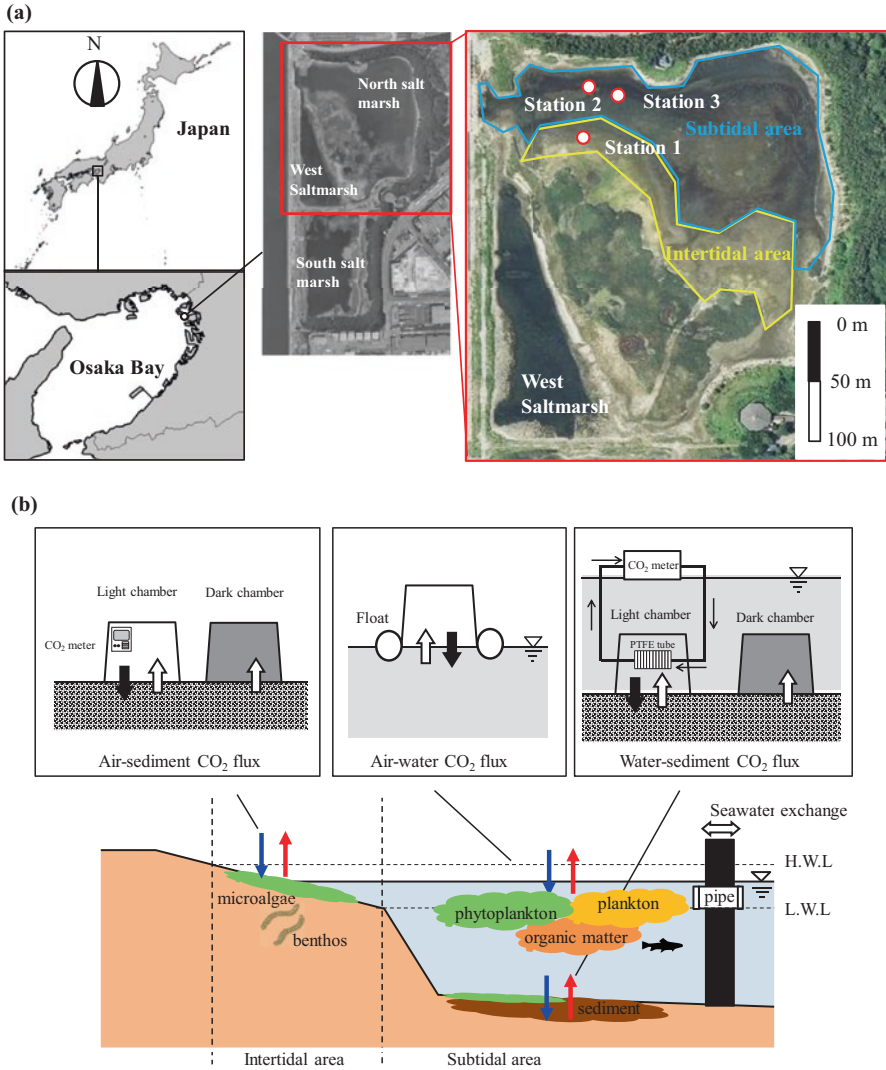 (a)
N
Japan
Osaka Bay
North salt
marsh
West
Saltmarsh
South salt
marsh
Station 2
Station 3
Station 1
Subtidal area
Intertidal area
West
Saltmarsh
0 m
50 m
100 m
(b)
Light chamber
Dark chamber
CO₂ meter
Air-sediment CO₂ flux
Float
Air-water CO₂ flux
CO₂ meter
Light chamber
Dark chamber
PTFE tube
Water-sediment CO₂ flux
Seawater exchange
H.W.L
L.W.L
pipe
microalgae
benthos
phytoplankton
plankton
organic matter
sediment
Intertidal area
Subtidal area